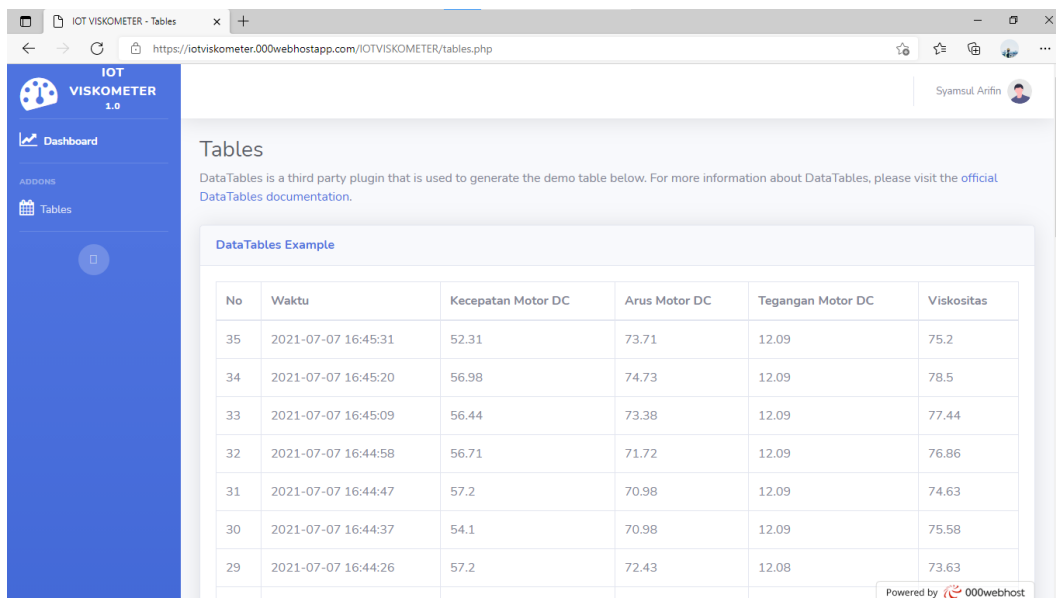 IOT VISKOMETER - Tables
https://iotviskometer.000webhostapp.com/IOTVISKOMETER/tables.php
IOT
VISKOMETER
1.0
Syamsul Arifin
Dashboard
ADDONS
Tables
Tables
DataTables is a third party plugin that is used to generate the demo table below. For more information about DataTables, please visit the official
DataTables documentation.
DataTables Example
No Waktu Kecepatan Motor DC Arus Motor DC Tegangan Motor DC Viskositas
35 2021-07-07 16:45:31 52.31 73.71 12.09 75.2
34 2021-07-07 16:45:20 56.98 74.73 12.09 78.5
33 2021-07-07 16:45:09 56.44 73.38 12.09 77.44
32 2021-07-07 16:44:58 56.71 71.72 12.09 76.86
31 2021-07-07 16:44:47 57.2 70.98 12.09 74.63
30 2021-07-07 16:44:37 54.1 70.98 12.09 75.58
29 2021-07-07 16:44:26 57.2 72.43 12.08 73.63
Powered by 000webhost